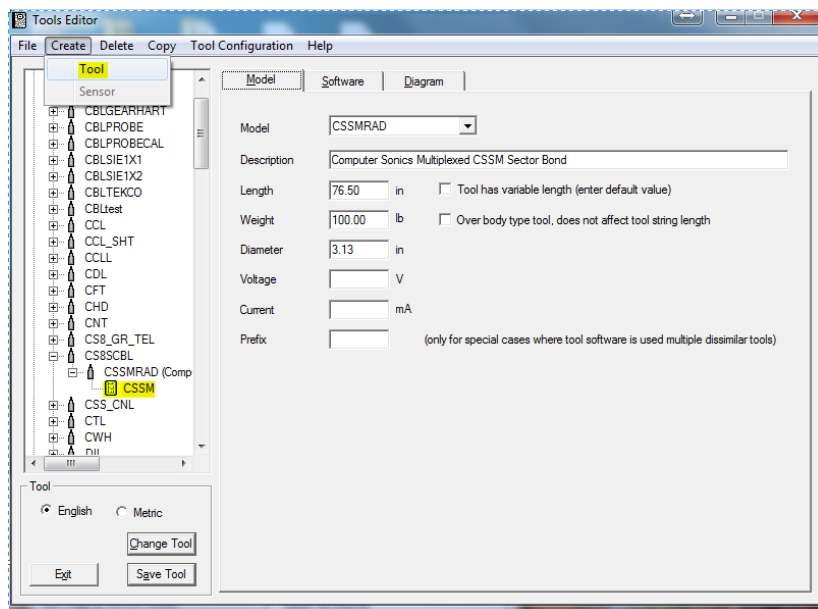 Tools Editor
File Create Delete Copy Tool Configuration Help
Tool
Sensor
CBLGEARHART
CBLPROBE
CBLPROBECAL
CBLSIE1X1
CBLSIE1X2
CBLTEKCO
CBLtest
CCL
CCL_SHT
CCLL
CDL
CFT
CHD
CNT
CS8_GR_TEL
CS8SCBL
CSSMRAD (Comp
CSSM
CSS_CNL
CTL
CWH
DIL
Model Software Diagram
Model CSSMRAD
Description Computer Sonics Multiplexed CSSM Sector Bond
Length 76.50 in Tool has variable length (enter default value)
Weight 100.00 lb Over body type tool, does not affect tool string length
Diameter 3.13 in
Voltage V
Current mA
Prefix (only for special cases where tool software is used multiple dissimilar tools)
Tool
English Metric
Change Tool
Exit Save Tool